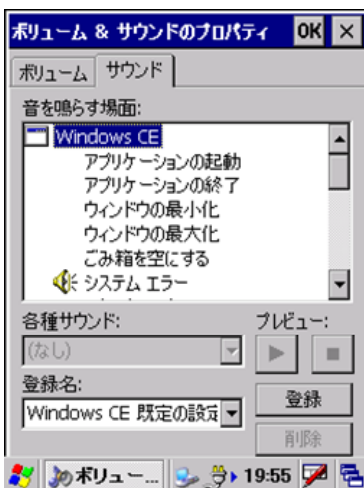 ボリューム & サウンドのプロパティ OK ×
ボリューム サウンド
音を鳴らす場面:
Windows CE
アプリケーションの起動
アプリケーションの終了
ウィンドウの最小化
ウィンドウの最大化
ごみ箱を空にする
システム エラー
各種サウンド: プレビュー:
(なし)
登録名:
Windows CE 既定の設定 登録
削除
ボリュー... 19:55